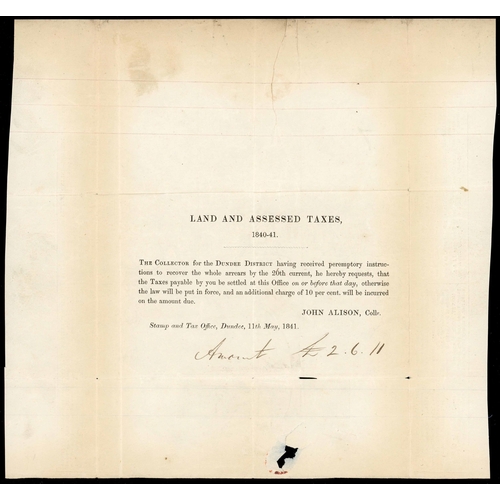 LAND AND ASSESSED TAXES,
1840-41.
THE COLLECTOR for the DUNDEE DISTRICT having received peremptory instruc-
tions to recover the whole arrears by the 20th current, he hereby requests, that
the Taxes payable by you be settled at this Office on or before that day, otherwise
the law will be put in force, and an additional charge of 10 per cent. will be incurred
on the amount due.
JOHN ALISON, Collr.
Stamp and Tax Office, Dundee, 11th May, 1841.
Amount £ 2.6.11